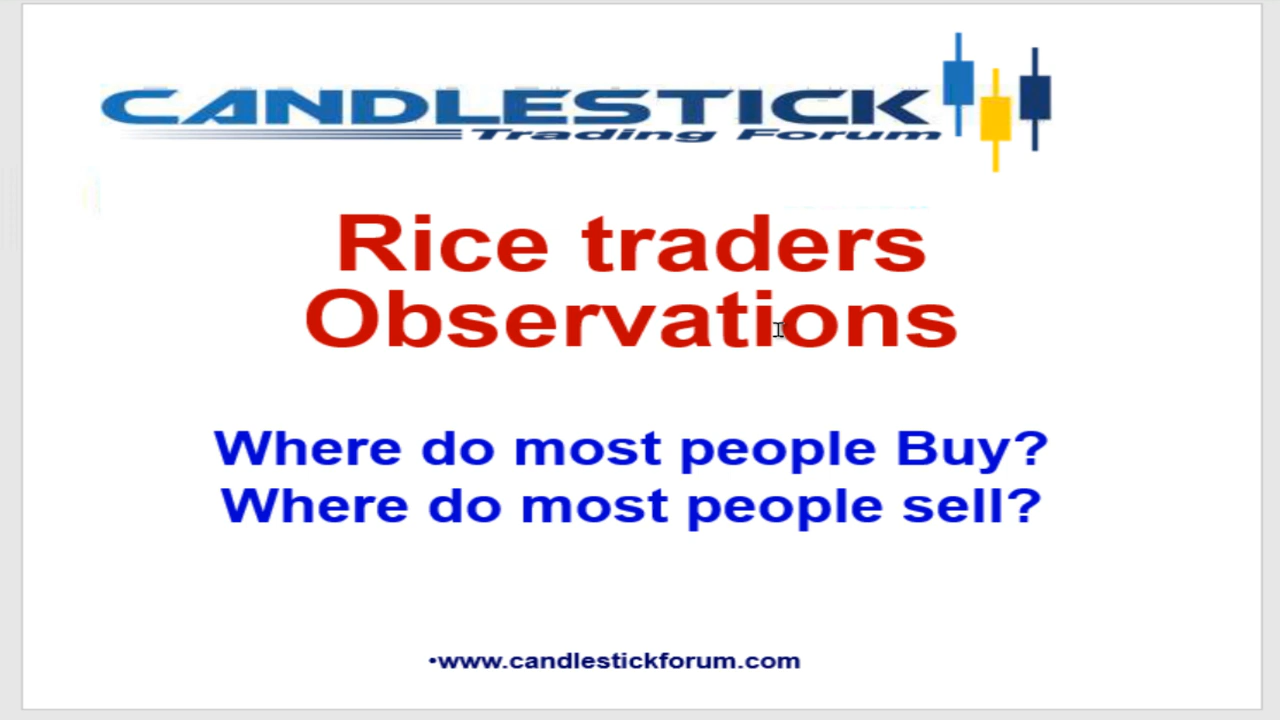 CANDLESTICK
Trading Forum
Rice traders
Observations
Where do most people Buy?
Where do most people sell?
•www.candlestickforum.com